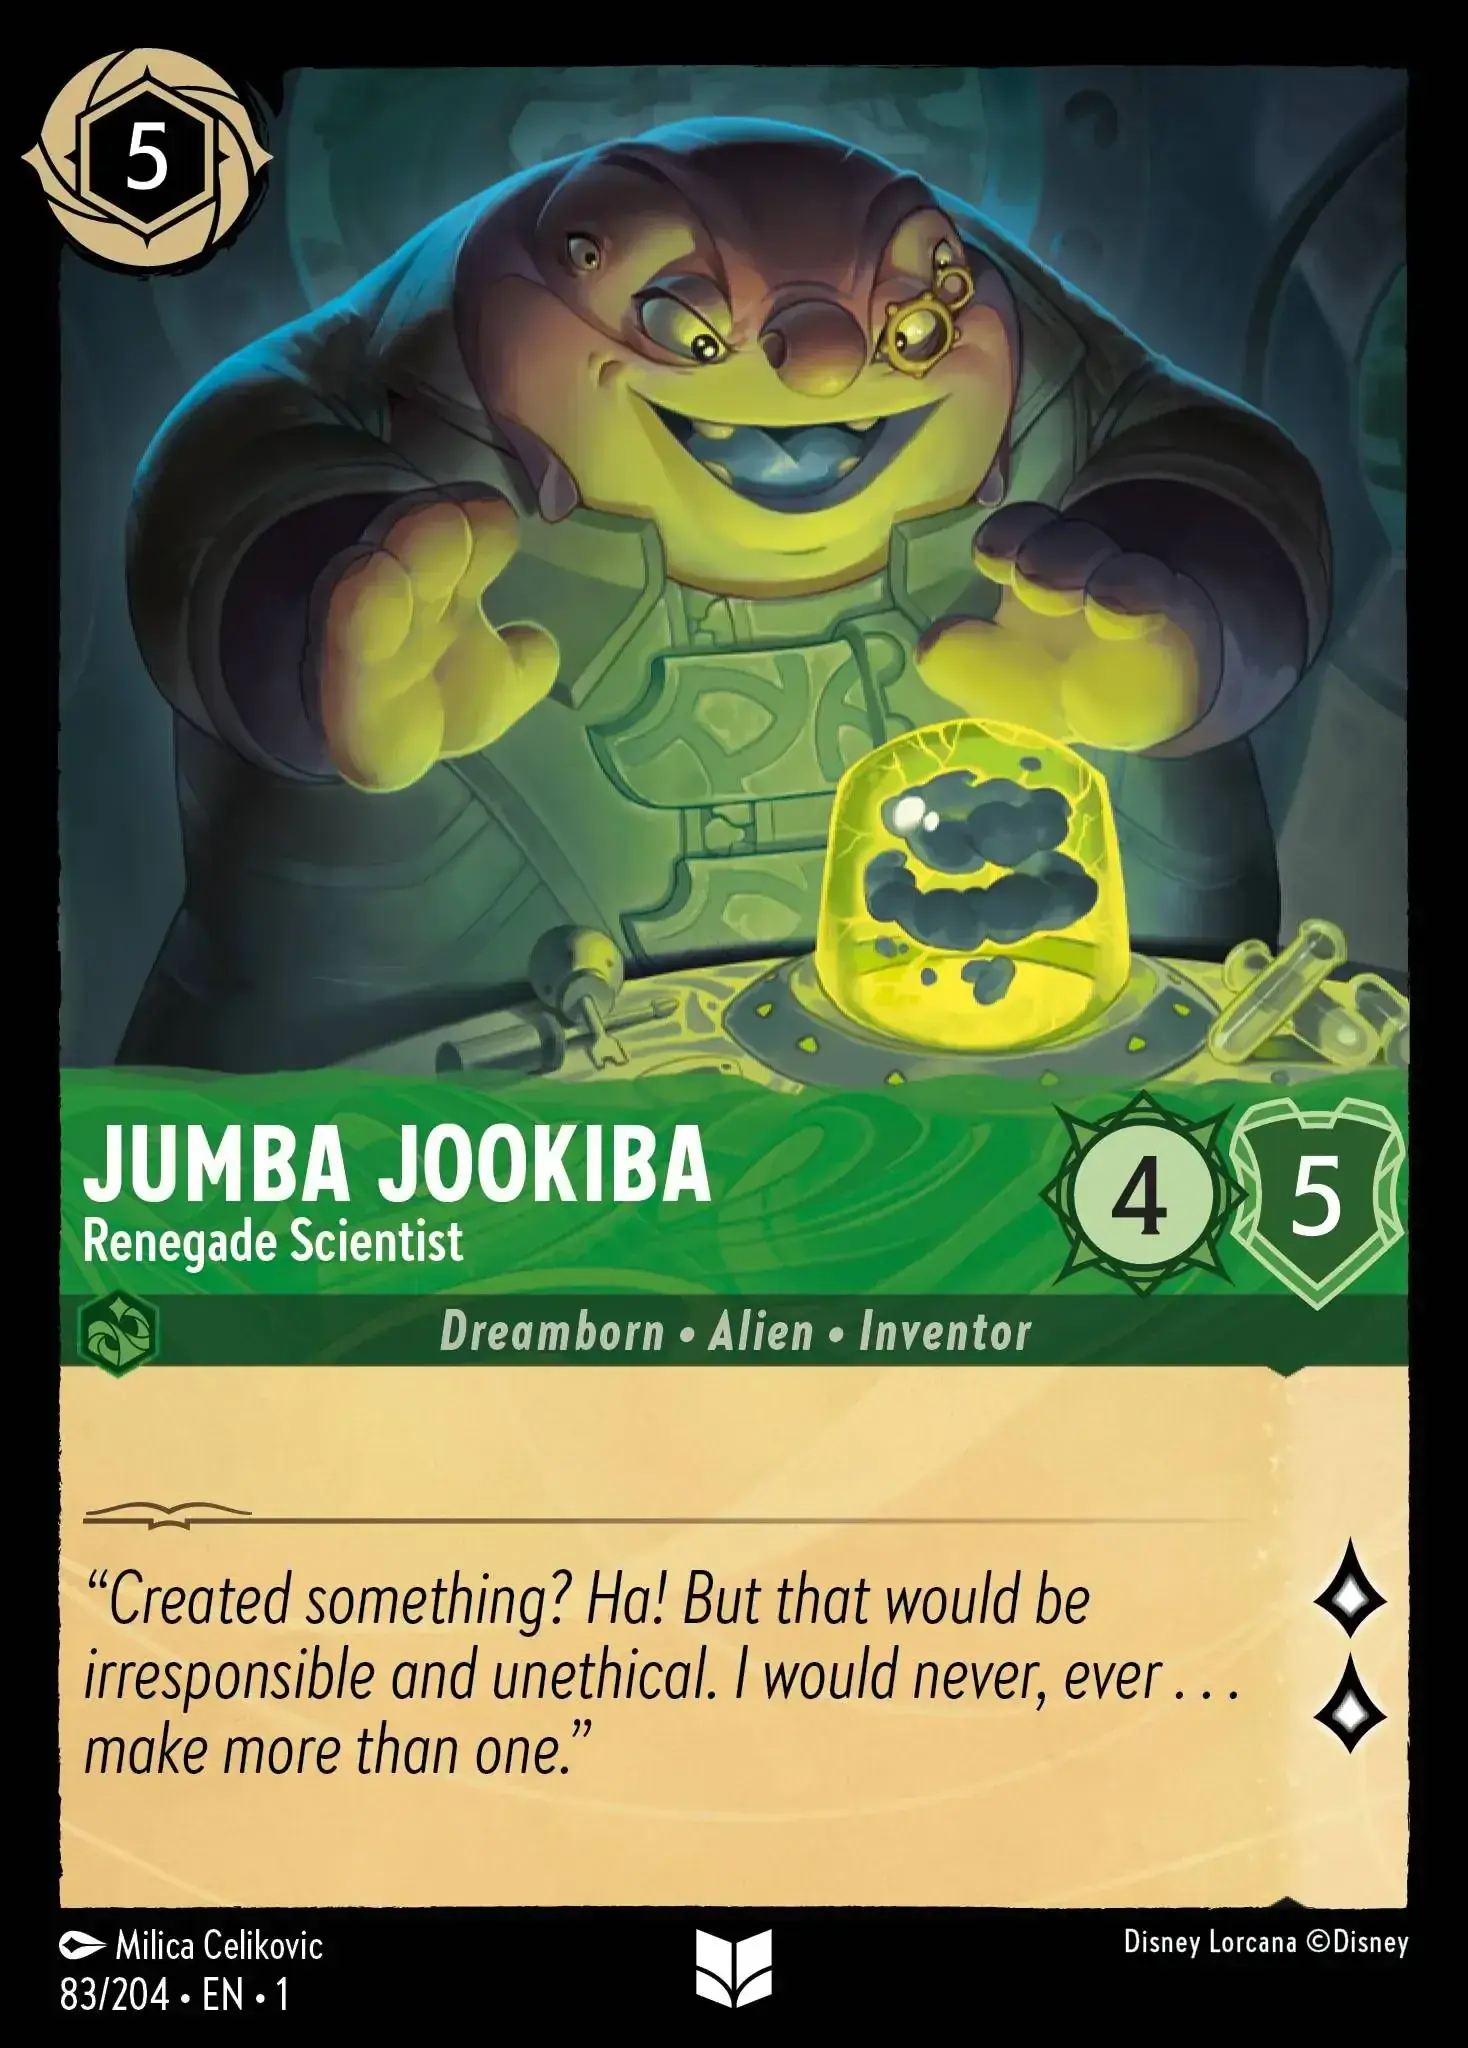 5
JUMBA JOOKIBA
Renegade Scientist
4
5
Dreamborn • Alien • Inventor
“Created something? Ha! But that would be
irresponsible and unethical. I would never, ever . . .
make more than one.”
Milica Celikovic
Disney Lorcana ©Disney
83/204 • EN • 1